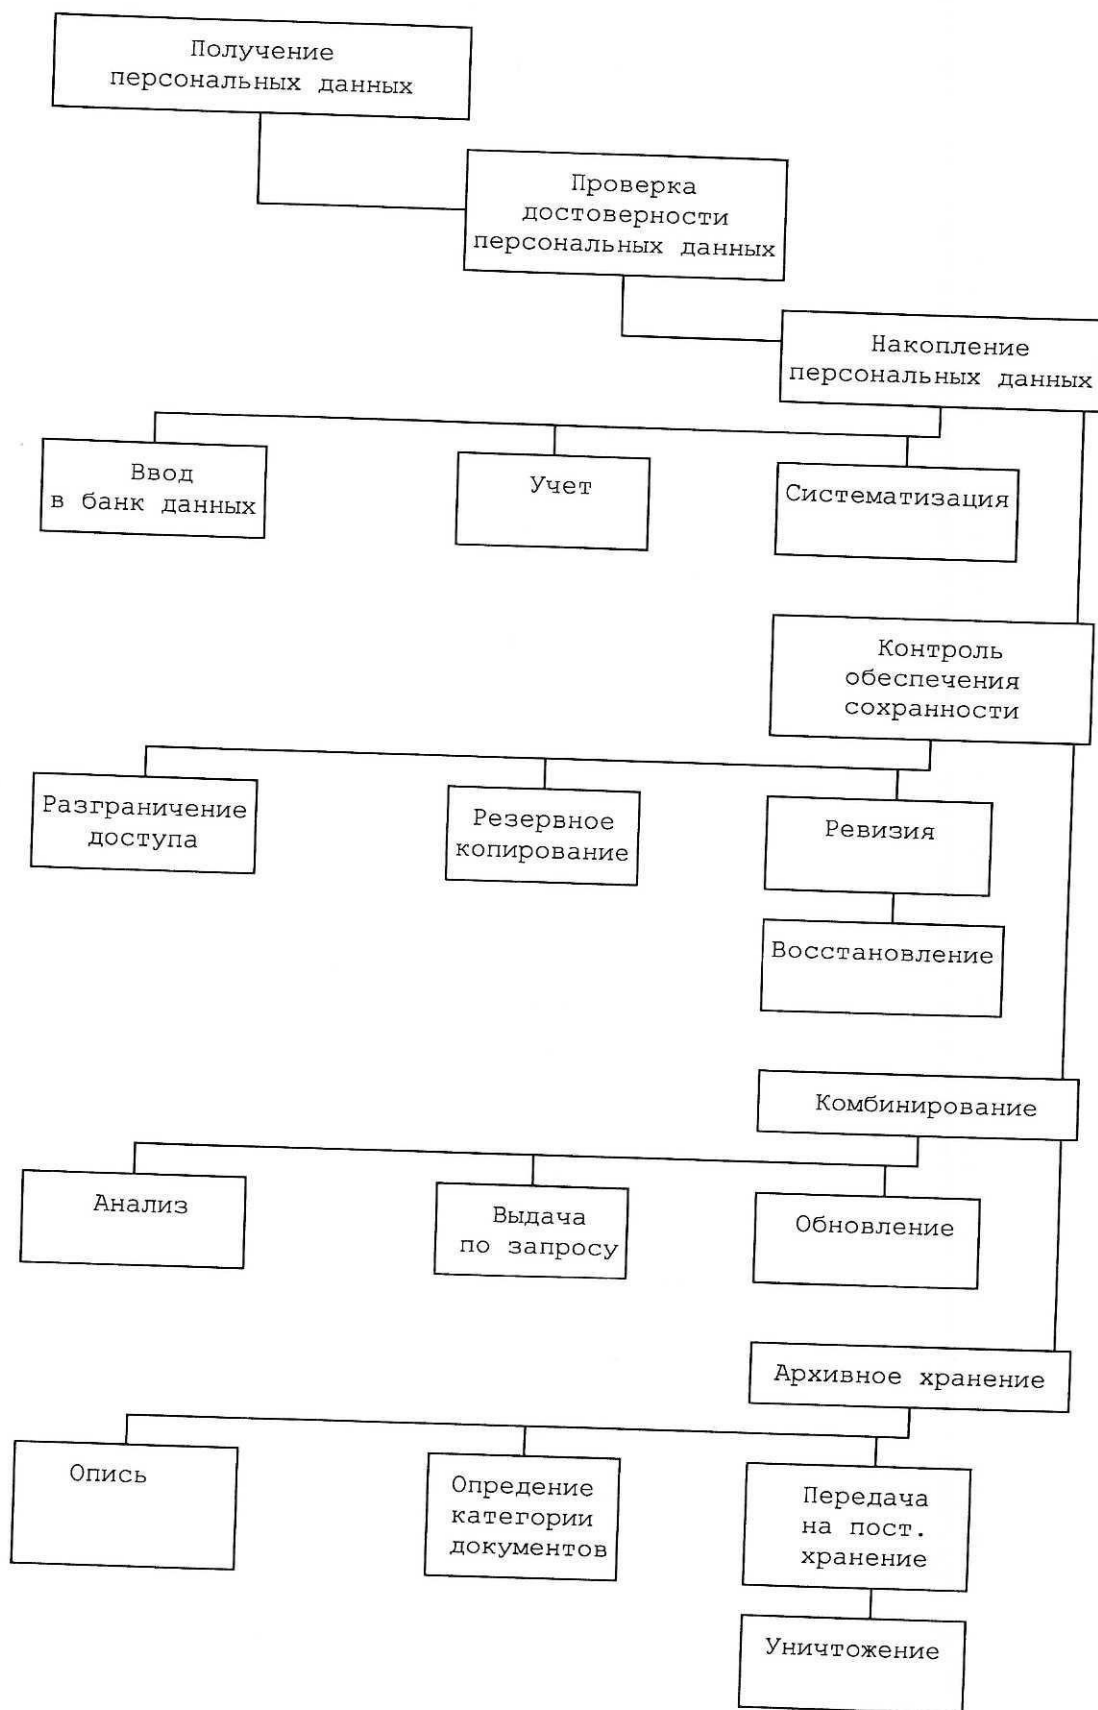 Получение
персональных данных
Проверка
достоверности
персональных данных
Накопление
персональных данных
Ввод
в банк данных
Учет
Систематизация
Контроль
обеспечения
сохранности
Разграничение
доступа
Резервное
копирование
Ревизия
Восстановление
Комбинирование
Анализ
Выдача
по запросу
Обновление
Архивное хранение
Опись
Опредение
категории
документов
Передача
на пост.
хранение
Уничтожение